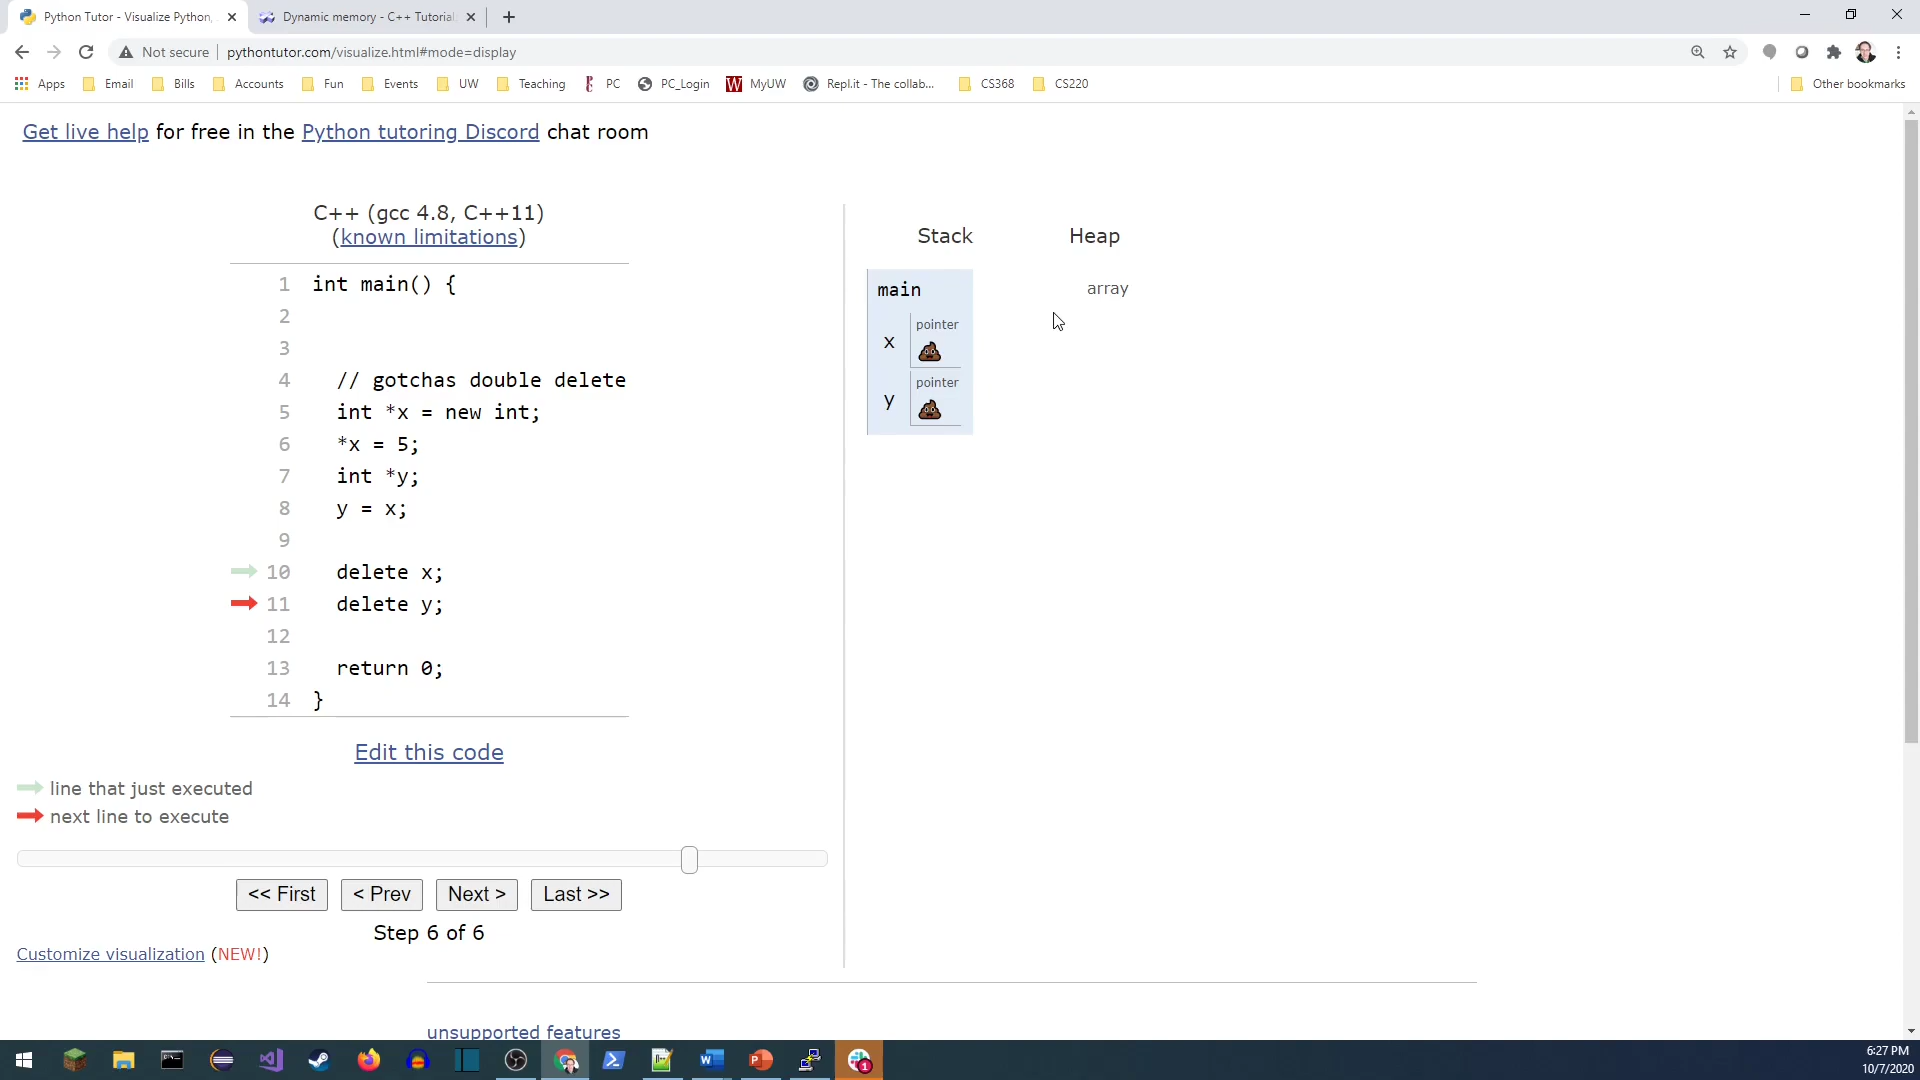 Python Tutor - Visualize Python,
Dynamic memory - C++ Tutorial
Not secure
pythontutor.com/visualize.html#mode=display
Apps
Email
Bills
Accounts
Fun
Events
UW
Teaching
PC
PC_Login
MyUW
Repl.it - The collab...
CS368
CS220
Other bookmarks
Get live help for free in the Python tutoring Discord chat room
C++ (gcc 4.8, C++11)
(known limitations)
1 int main() {
2
3
4 // gotchas double delete
5 int *x = new int;
6 *x = 5;
7 int *y;
8 y = x;
9
10 delete x;
11 delete y;
12
13 return 0;
14 }
Edit this code
line that just executed
next line to execute
<< First
< Prev
Next >
Last >>
Step 6 of 6
Customize visualization (NEW!)
Stack
Heap
main
x
pointer
y
pointer
array
unsupported features
6:27 PM
10/7/2020